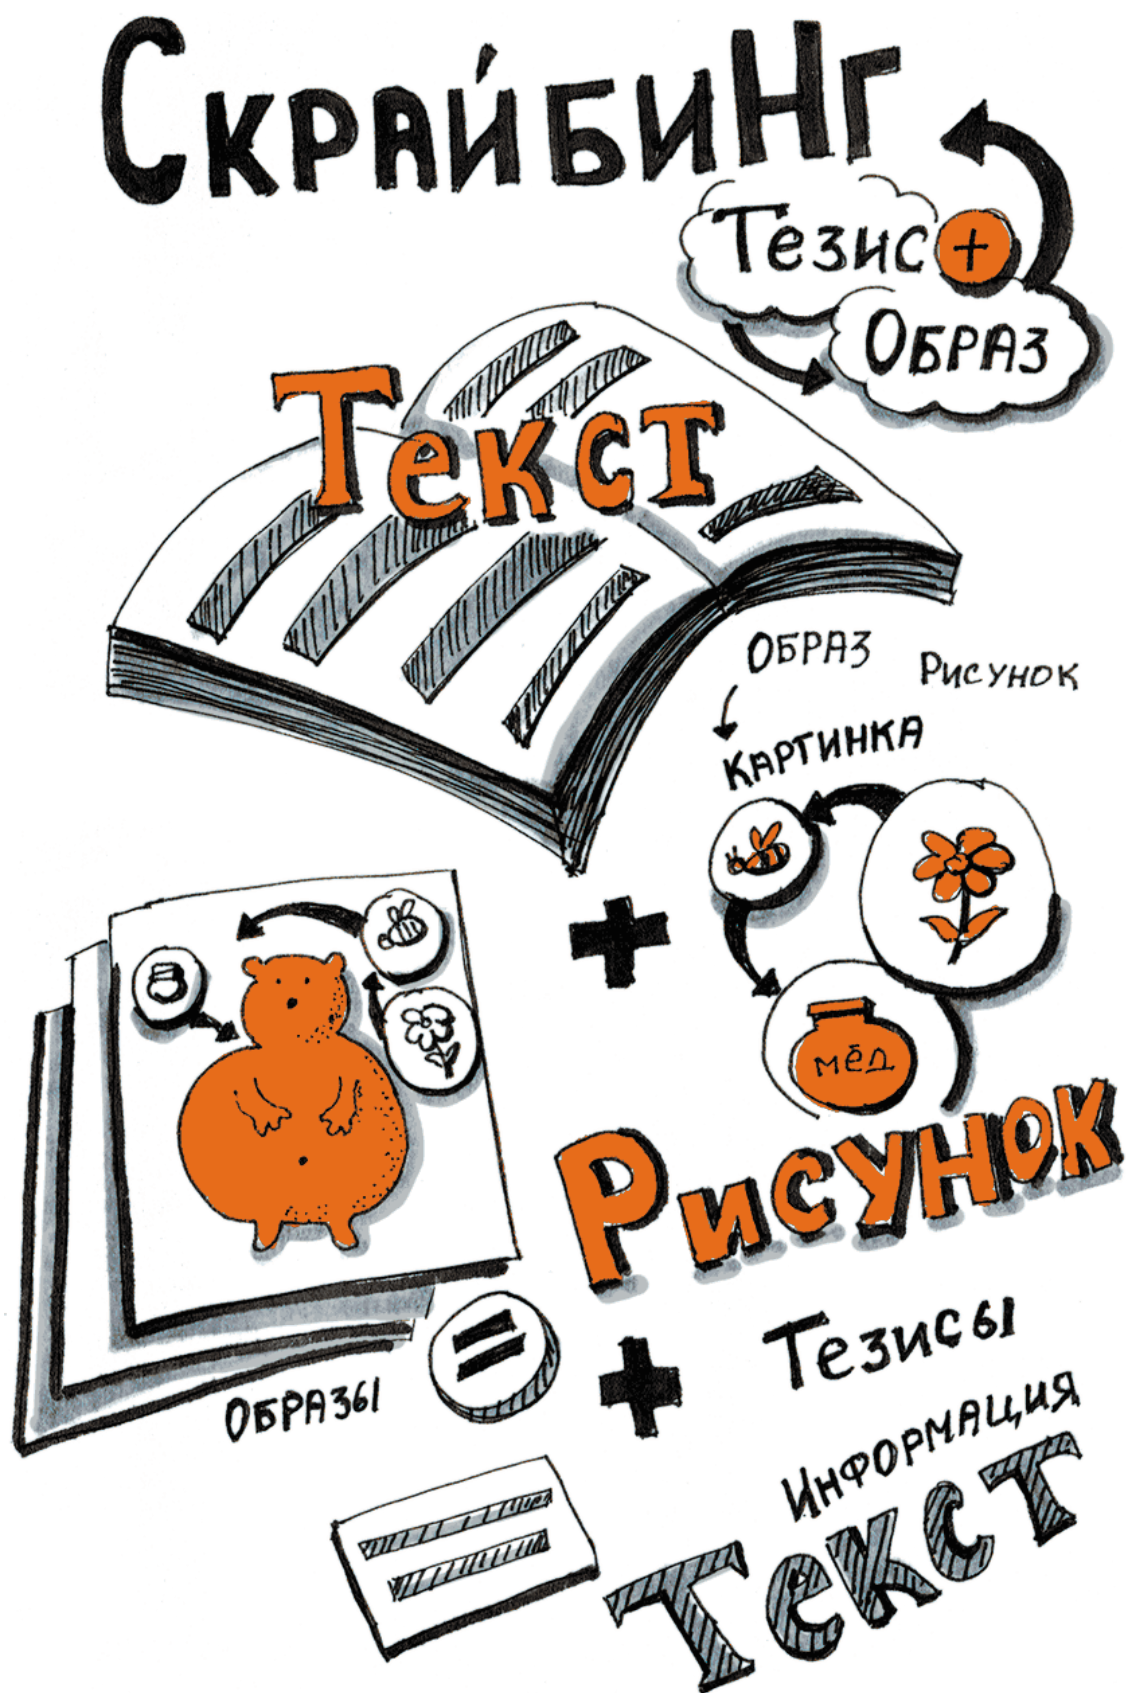 Скрайбинг
Тезис +
Образ
Текст
Образ
Рисунок
Картинка
мёд
Рисунок
Тезисы
Образы
Информация
Текст